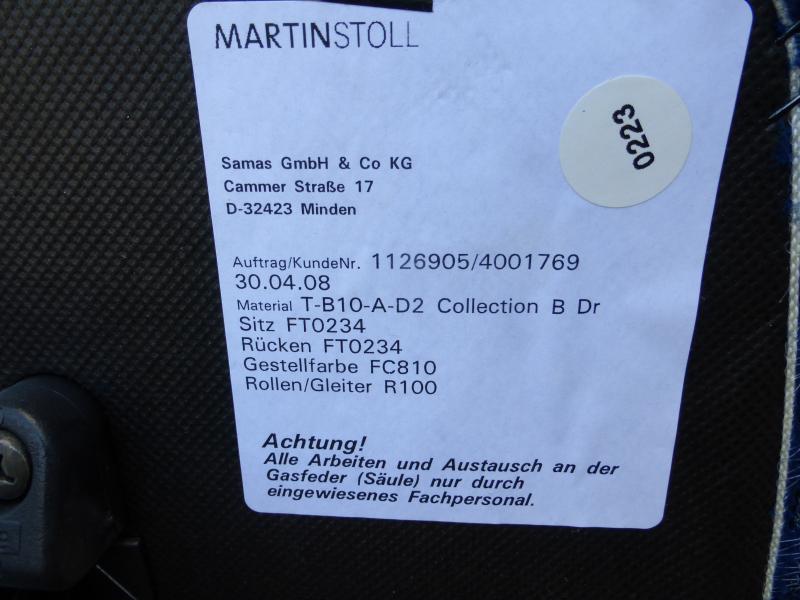 MARTINSTOLL
0223
Samas GmbH & Co KG
Cammer Straße 17
D-32423 Minden
Auftrag/KundeNr. 1126905/4001769
30.04.08
Material T-B10-A-D2 Collection B Dr
Sitz FT0234
Rücken FT0234
Gestellfarbe FC810
Rollen/Gleiter R100
Achtung!
Alle Arbeiten und Austausch an der
Gasfeder (Säule) nur durch
eingewiesenes Fachpersonal.